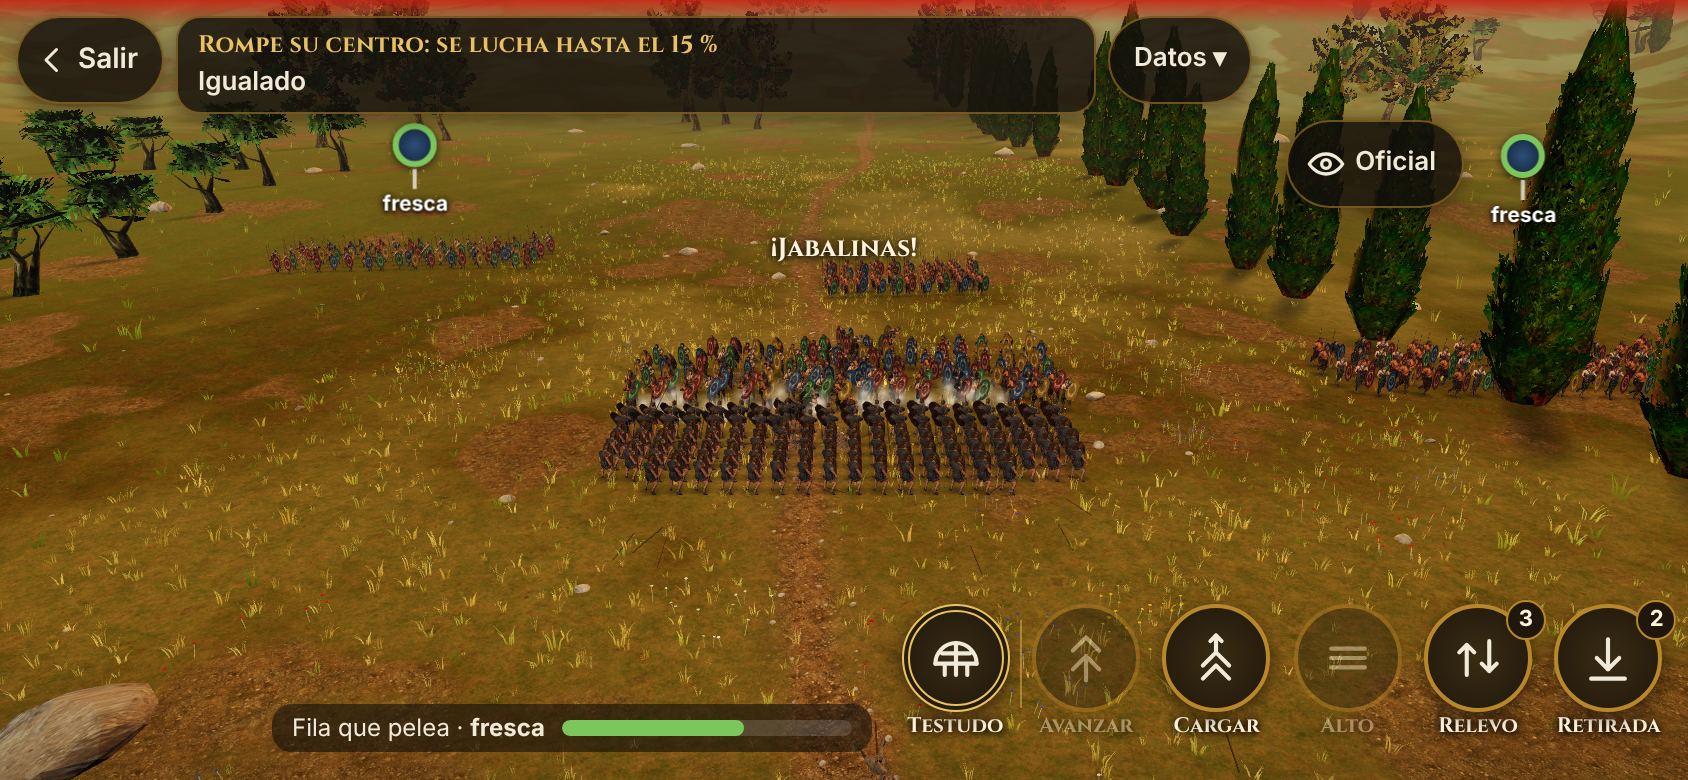 Salir
Rompe su centro: se lucha hasta el 15 %
Igualado
Datos ▾
Oficial
fresca
fresca
¡Jabalinas!
3
2
Testudo
Avanzar
Cargar
Alto
Relevo
Retirada
Fila que pelea · fresca